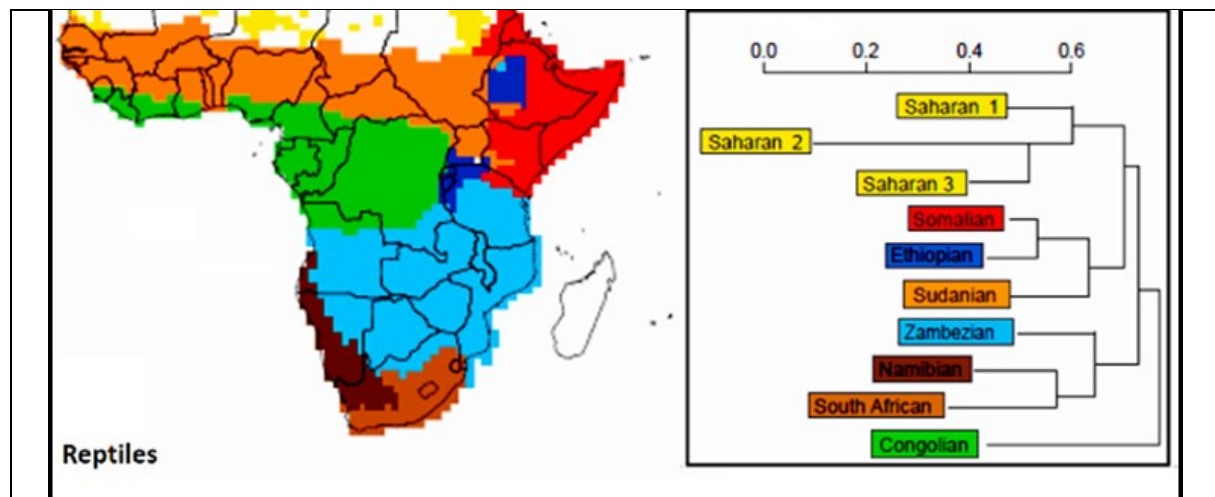 0.0 0.2 0.4 0.6
Saharan 1
Saharan 2
Saharan 3
Somalian
Ethiopian
Sudanian
Zambezian
Namibian
South African
Congolian
Reptiles